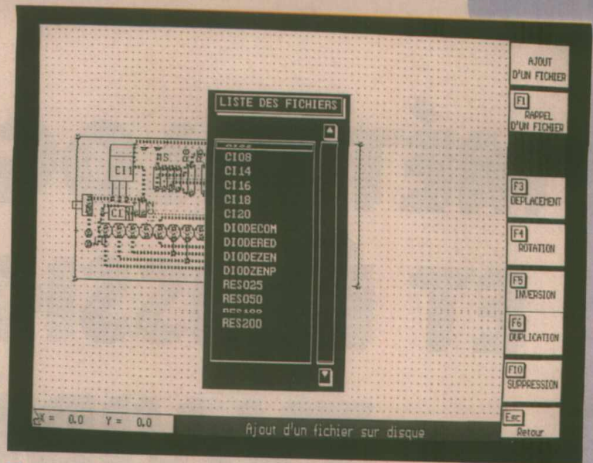 LISTE DES FICHIERS
CI08
CI14
CI16
CI18
CI20
DIODECOM
DIODERED
DIODEZEN
DIODZENP
RES025
RES050
RES200
CI1
AJOUT
D'UN FICHIER
F1
RAPPEL
D'UN FICHIER
F3
DEPLACEMENT
F4
ROTATION
F5
INVERSION
F6
DUPLICATION
F10
SUPPRESSION
Esc
Retour
X = 0.0 Y = 0.0
Ajout d'un fichier sur disque